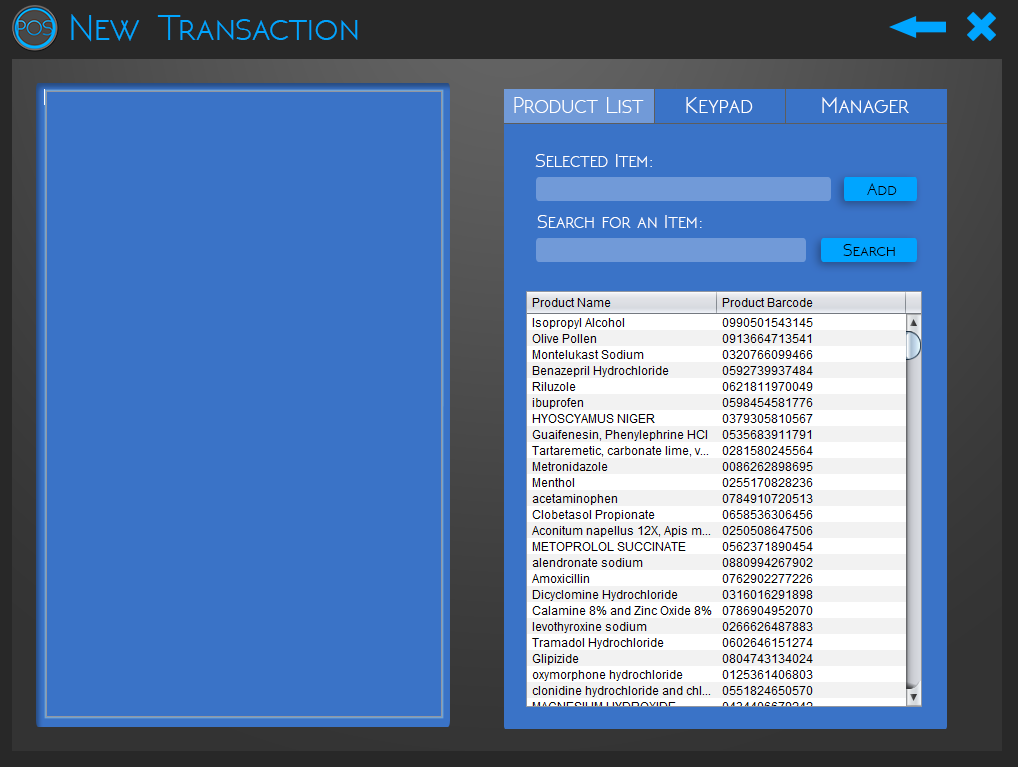 POS New Transaction
Product List Keypad Manager
Selected Item:
Add
Search for an Item:
Search
Product Name Product Barcode
Isopropyl Alcohol 0990501543145
Olive Pollen 0913664713541
Montelukast Sodium 0320766099466
Benazepril Hydrochloride 0592739937484
Riluzole 0621811970049
ibuprofen 0598454581776
HYOSCYAMUS NIGER 0379305810567
Guaifenesin, Phenylephrine HCl 0535683911791
Tartaremetic, carbonate lime, v... 0281580245564
Metronidazole 0086262898695
Menthol 0255170828236
acetaminophen 0784910720513
Clobetasol Propionate 0658536306456
Aconitum napellus 12X, Apis m... 0250508647506
METOPROLOL SUCCINATE 0562371890454
alendronate sodium 0880994267902
Amoxicillin 0762902277226
Dicyclomine Hydrochloride 0316016291898
Calamine 8% and Zinc Oxide 8% 0786904952070
levothyroxine sodium 0266626487883
Tramadol Hydrochloride 0602646151274
Glipizide 0804743134024
oxymorphone hydrochloride 0125361406803
clonidine hydrochloride and chl... 0551824650570
MAGNESIUM HYDROXIDE